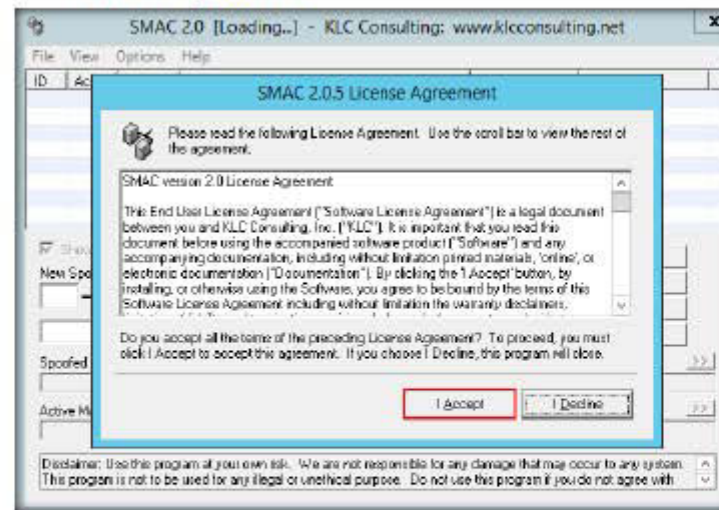 SMAC 2.0 [Loading..] - KLC Consulting: www.klcconsulting.net
File View Options Help
ID Ac
SMAC 2.0.5 License Agreement
Please read the following License Agreement. Use the scroll bar to view the rest of
the agreement.
SMAC version 2.0 License Agreement
This End User License Agreement ("Software License Agreement") is a legal document
between you and KLC Consulting, Inc. ("KLC"). It is important that you read this
document before using the accompanied software product ("Software") and any
accompanying documentation, including without limitation printed materials, 'online', or
electronic documentation ("Documentation"). By clicking the 'I Accept' button, by
installing, or otherwise using the Software, you agree to be bound by the terms of this
Software License Agreement including without limitation the warranty disclaimers,
Do you accept all the terms of the preceding License Agreement? To proceed, you must
click I Accept to accept this agreement. If you choose I Decline, this program will close.
I Accept
I Decline
New Spo
Spoofed
>>
Active M
>>
Disclaimer: Use this program at your own risk. We are not responsible for any damage that may occur to any system.
This program is not to be used for any illegal or unethical purpose. Do not use this program if you do not agree with